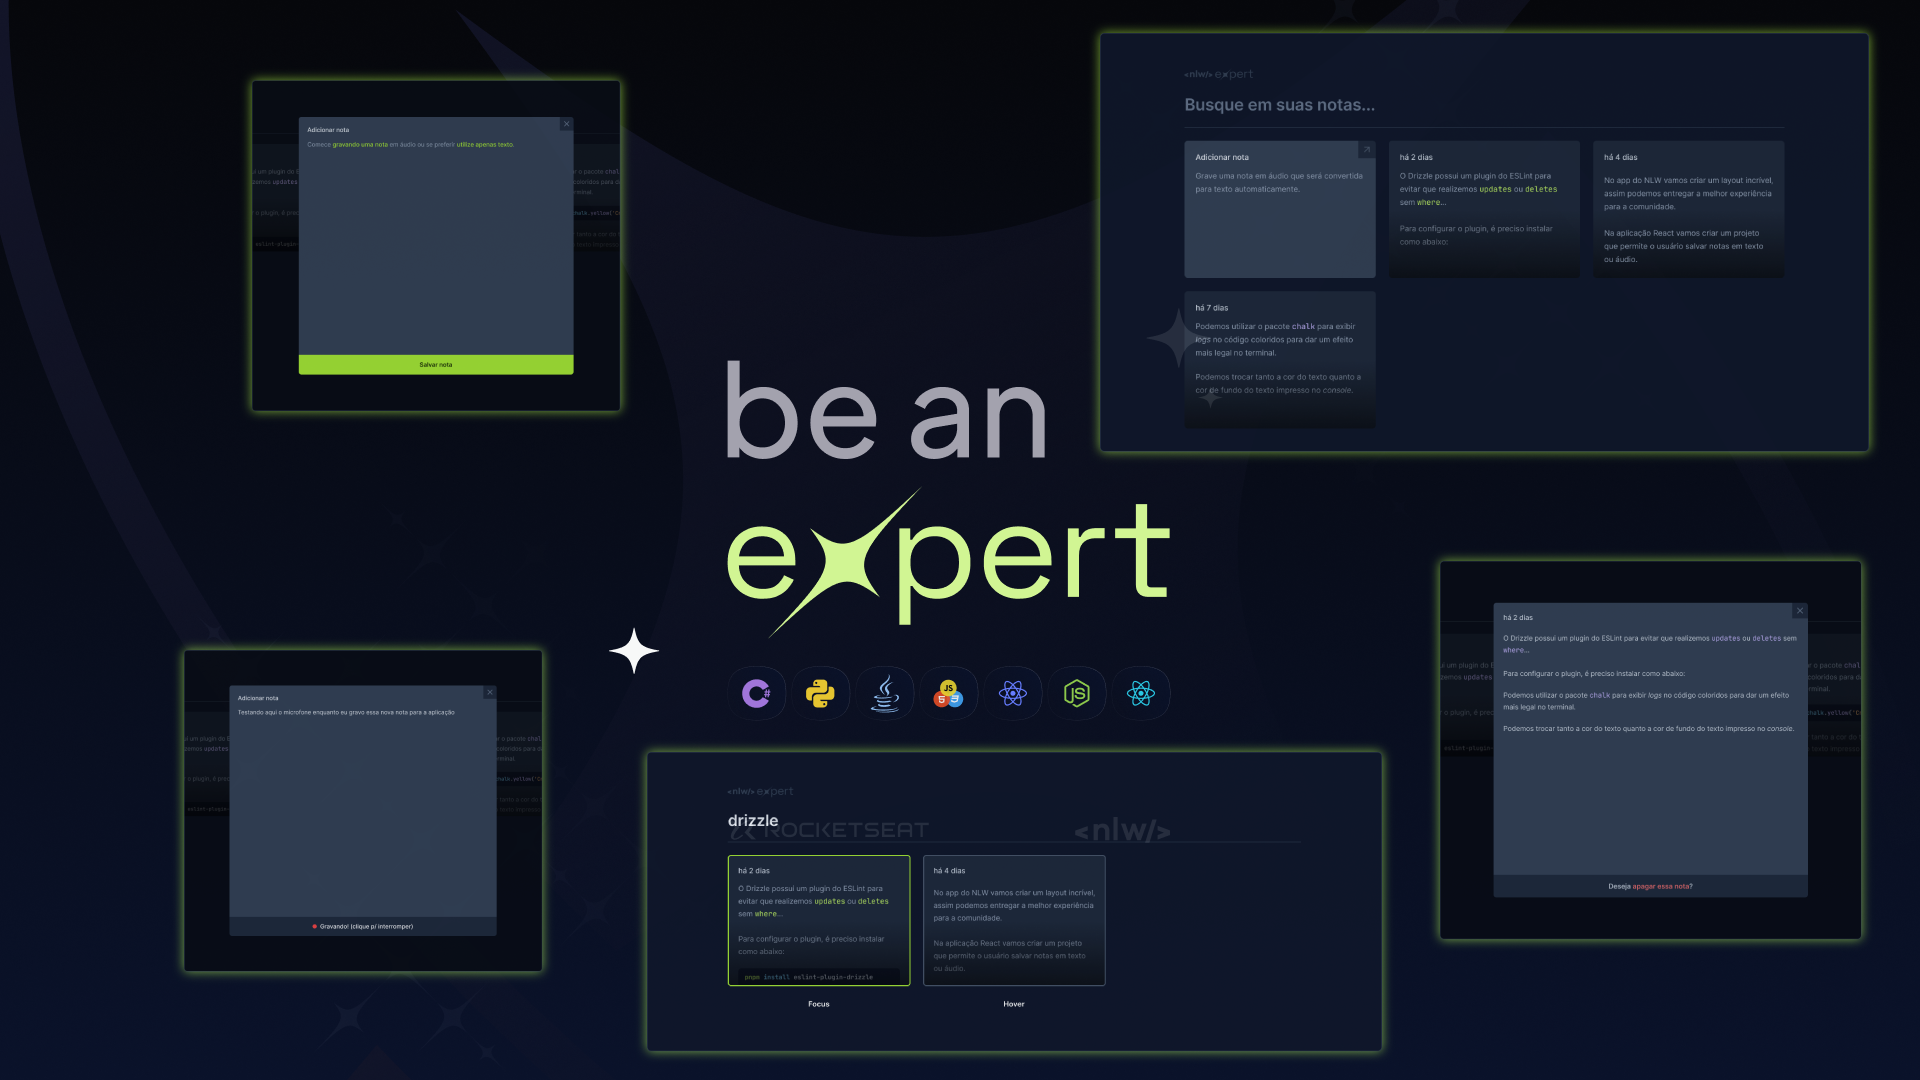 Adicionar nota
Comece gravando uma nota em áudio ou se preferir utilize apenas texto.
Salvar nota
<nlw/> expert
Busque em suas notas...
Adicionar nota
Grave uma nota em áudio que será convertida
para texto automaticamente.
há 2 dias
O Drizzle possui um plugin do ESLint para
evitar que realizemos updates ou deletes
sem where...
Para configurar o plugin, é preciso instalar
como abaixo:
há 4 dias
No app do NLW vamos criar um layout incrível,
assim podemos entregar a melhor experiência
para a comunidade.
Na aplicação React vamos criar um projeto
que permite o usuário salvar notas em texto
ou áudio.
há 7 dias
Podemos utilizar o pacote chalk para exibir
logs no código coloridos para dar um efeito
mais legal no terminal.
Podemos trocar tanto a cor do texto quanto a
cor de fundo do texto impresso no console.
be an
expert
JS
JS
Adicionar nota
Testando aqui o microfone enquanto eu gravo essa nova nota para a aplicação
Gravando! (clique p/ interromper)
<nlw/> expert
drizzle
ROCKETSEAT
<nlw/>
há 2 dias
O Drizzle possui um plugin do ESLint para
evitar que realizemos updates ou deletes
sem where...
Para configurar o plugin, é preciso instalar
como abaixo:
pnpm install eslint-plugin-drizzle
Focus
há 4 dias
No app do NLW vamos criar um layout incrível,
assim podemos entregar a melhor experiência
para a comunidade.
Na aplicação React vamos criar um projeto
que permite o usuário salvar notas em texto
ou áudio.
Hover
há 2 dias
O Drizzle possui um plugin do ESLint para evitar que realizemos updates ou deletes sem
where...
Para configurar o plugin, é preciso instalar como abaixo:
Podemos utilizar o pacote chalk para exibir logs no código coloridos para dar um efeito
mais legal no terminal.
Podemos trocar tanto a cor do texto quanto a cor de fundo do texto impresso no console.
Deseja apagar essa nota?